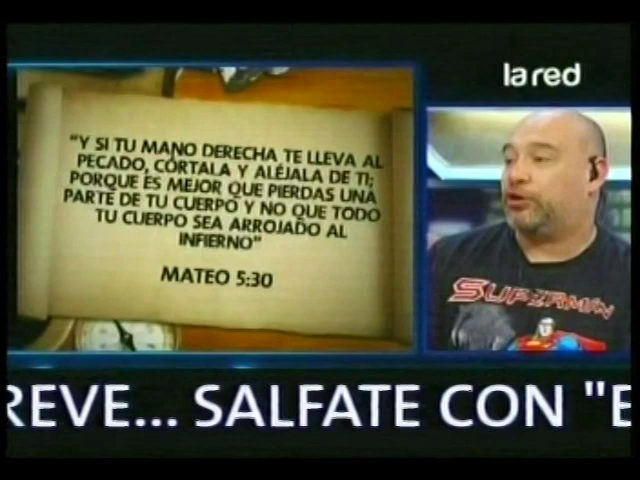 la red
"Y SI TU MANO DERECHA TE LLEVA AL
PECADO, CÓRTALA Y ALÉJALA DE TI;
PORQUE ES MEJOR QUE PIERDAS UNA
PARTE DE TU CUERPO Y NO QUE TODO
TU CUERPO SEA ARROJADO AL
INFIERNO"
MATEO 5:30
SUPERMAN
REVE... SALFATE CON "E